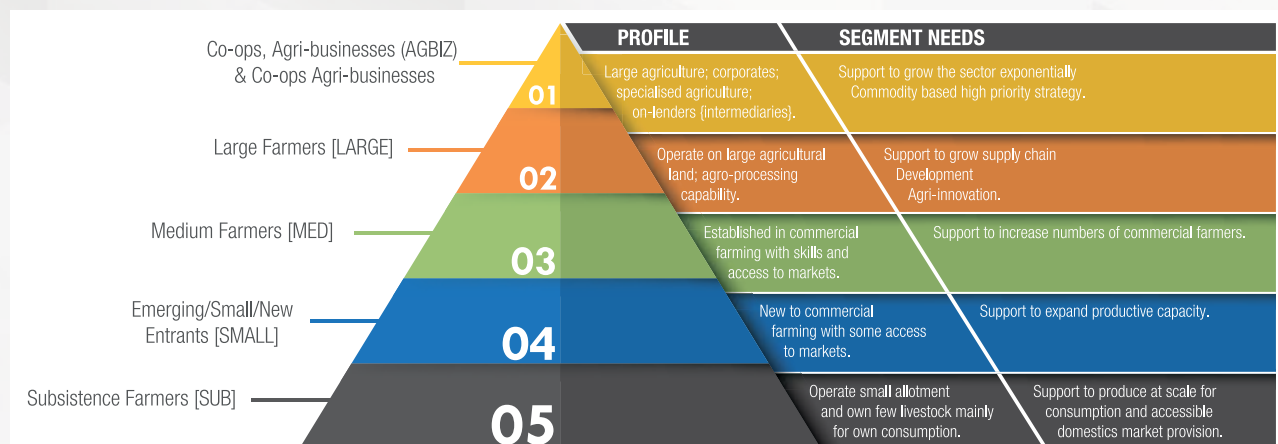 PROFILE
SEGMENT NEEDS
Co-ops, Agri-businesses (AGBIZ)
& Co-ops Agri-businesses
01
Large agriculture; corporates;
specialised agriculture;
on-lenders {intermediaries}.
Support to grow the sector exponentially
Commodity based high priority strategy.
Large Farmers [LARGE]
02
Operate on large agricultural
land; agro-processing
capability.
Support to grow supply chain
Development
Agri-innovation.
Medium Farmers [MED]
03
Established in commercial
farming with skills and
access to markets.
Support to increase numbers of commercial farmers.
Emerging/Small/New
Entrants [SMALL]
04
New to commercial
farming with some access
to markets.
Support to expand productive capacity.
Subsistence Farmers [SUB]
05
Operate small allotment
and own few livestock mainly
for own consumption.
Support to produce at scale for
consumption and accessible
domestics market provision.